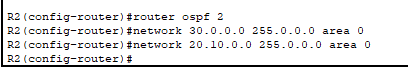 R2(config-router)#router ospf 2
R2(config-router)#network 30.0.0.0 255.0.0.0 area 0
R2(config-router)#network 20.10.0.0 255.0.0.0 area 0
R2(config-router)#